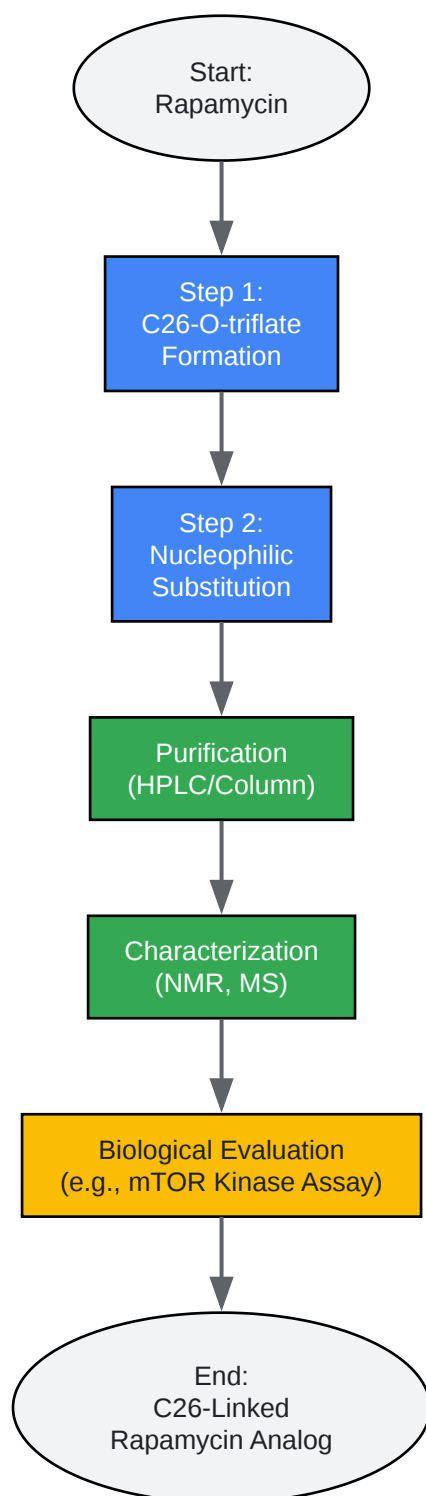 Start:
Rapamycin
Step 1:
C26-O-triflate
Formation
Step 2:
Nucleophilic
Substitution
Purification
(HPLC/Column)
Characterization
(NMR, MS)
Biological Evaluation
(e.g., mTOR Kinase Assay)
End:
C26-Linked
Rapamycin Analog